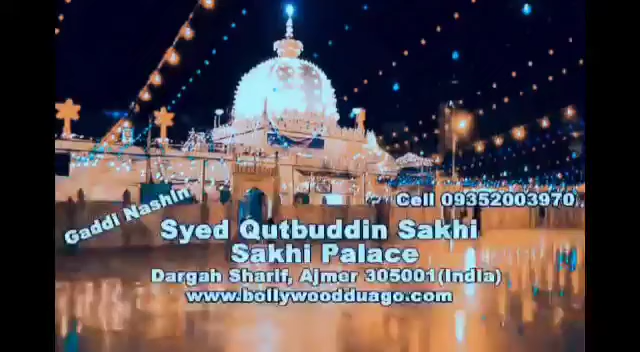 Cell 09352003970
Gaddi Nashin
Syed Qutbuddin Sakhi
Sakhi Palace
Dargah Sharif, Ajmer 305001(India)
www.bollywoodduago.com